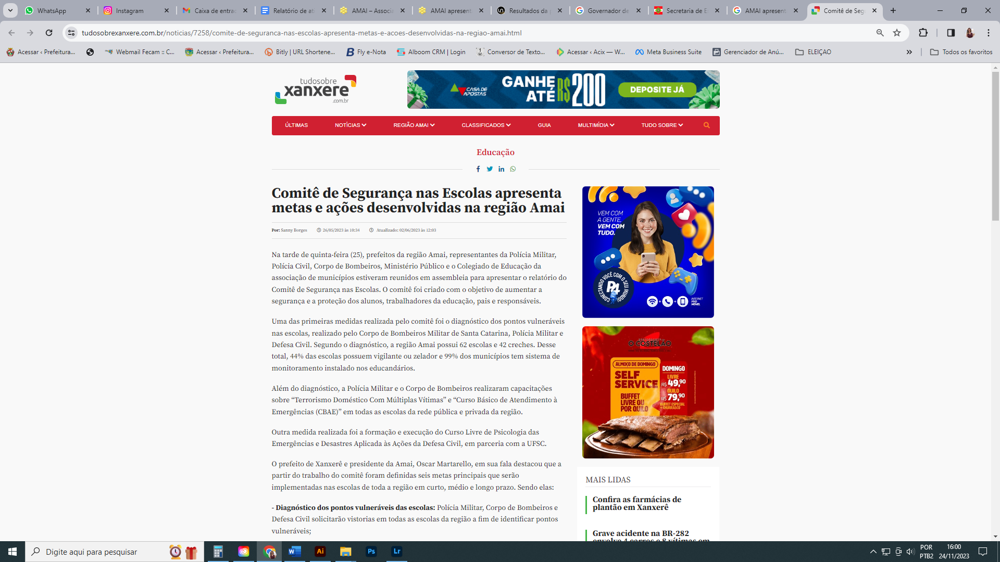 WhatsApp
Instagram
Caixa de entrac
Relatório de ati
AMAI – Associa
AMAI apresent
Resultados da p
Governador de
Secretaria de E
AMAI apresent
Comitê de Segu
tudosobrexanxere.com.br/noticias/7258/comite-de-seguranca-nas-escolas-apresenta-metas-e-acoes-desenvolvidas-na-regiao-amai.html
Acessar ‹ Prefeitura...
Webmail Fecam :: C...
Acessar ‹ Prefeitura...
Bitly | URL Shortene...
Fly e-Nota
Alboom CRM | Login
Conversor de Texto...
Acessar ‹ Acix — W...
Meta Business Suite
Gerenciador de Anú...
ELEIÇAO
Todos os favoritos
tudosobre
xanxere
.com.br
CASA DE
APOSTAS
GANHE
ATÉ
R$ 200
DEPOSITE JÁ
ÚLTIMAS
NOTÍCIAS
REGIÃO AMAI
CLASSIFICADOS
GUIA
MULTIMÍDIA
TUDO SOBRE
Educação
Comitê de Segurança nas Escolas apresenta
metas e ações desenvolvidas na região Amai
Por: Sanny Borges 26/05/2023 às 10:34 Atualizado: 02/06/2023 às 12:03
Na tarde de quinta-feira (25), prefeitos da região Amai, representantes da Polícia Militar,
Polícia Civil, Corpo de Bombeiros, Ministério Público e o Colegiado de Educação da
associação de municípios estiveram reunidos em assembleia para apresentar o relatório do
Comitê de Segurança nas Escolas. O comitê foi criado com o objetivo de aumentar a
segurança e a proteção dos alunos, trabalhadores da educação, pais e responsáveis.
Uma das primeiras medidas realizada pelo comitê foi o diagnóstico dos pontos vulneráveis
nas escolas, realizado pelo Corpo de Bombeiros Militar de Santa Catarina, Polícia Militar e
Defesa Civil. Segundo o diagnóstico, a região Amai possui 62 escolas e 42 creches. Desse
total, 44% das escolas possuem vigilante ou zelador e 99% dos municípios tem sistema de
monitoramento instalado nos educandários.
Além do diagnóstico, a Polícia Militar e o Corpo de Bombeiros realizaram capacitações
sobre “Terrorismo Doméstico Com Múltiplas Vítimas” e “Curso Básico de Atendimento à
Emergências (CBAE)” em todas as escolas da rede pública e privada da região.
Outra medida realizada foi a formação e execução do Curso Livre de Psicologia das
Emergências e Desastres Aplicada às Ações da Defesa Civil, em parceria com a UFSC.
O prefeito de Xanxerê e presidente da Amai, Oscar Martarello, em sua fala destacou que a
partir do trabalho do comitê foram definidas seis metas principais que serão
implementadas nas escolas de toda a região em curto, médio e longo prazo. Sendo elas:
- Diagnóstico dos pontos vulneráveis das escolas: Polícia Militar, Corpo de Bombeiros e
Defesa Civil solicitarão vistorias em todas as escolas da região a fim de identificar pontos
vulneráveis;
VEM COM
A GENTE,
VEM COM
TUDO.
CONECTANDO VOCÊ COM O SEU MUNDO!
P4
INTERNET
FIXO
MÓVEL
O COSTELÃO
ALMOÇO DE DOMINGO
SELF
SERVICE
BUFFET
LIVRE OU
POR QUILO
DOMINGO
LIVRE
R$ 49,90
QUILO
R$ 79,90
BUFFET ESPECIAL
+ CHURRASCO
MAIS LIDAS
Confira as farmácias de
plantão em Xanxerê
Grave acidente na BR-282
envolve 4 carros e 8 vítimas em
Digite aqui para pesquisar
Ai
Ps
Lr
POR
PTB2
16:00
24/11/2023